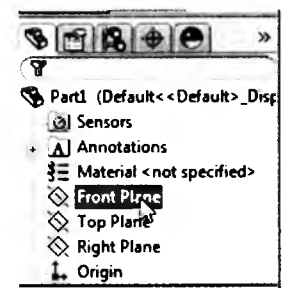 »
Part1 (Default<<Default>_Disp
Sensors
A Annotations
Material <not specified>
Front Plane
Top Plane
Right Plane
Origin